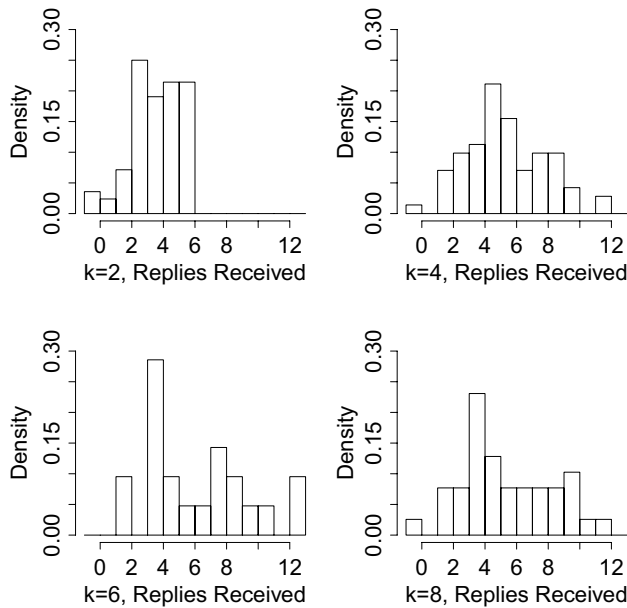 0.30
0.15
0.00
Density
0 2 4 6 8 12
k=2, Replies Received
0.30
0.15
0.00
Density
0 2 4 6 8 12
k=4, Replies Received
0.30
0.15
0.00
Density
0 2 4 6 8 12
k=6, Replies Received
0.30
0.15
0.00
Density
0 2 4 6 8 12
k=8, Replies Received